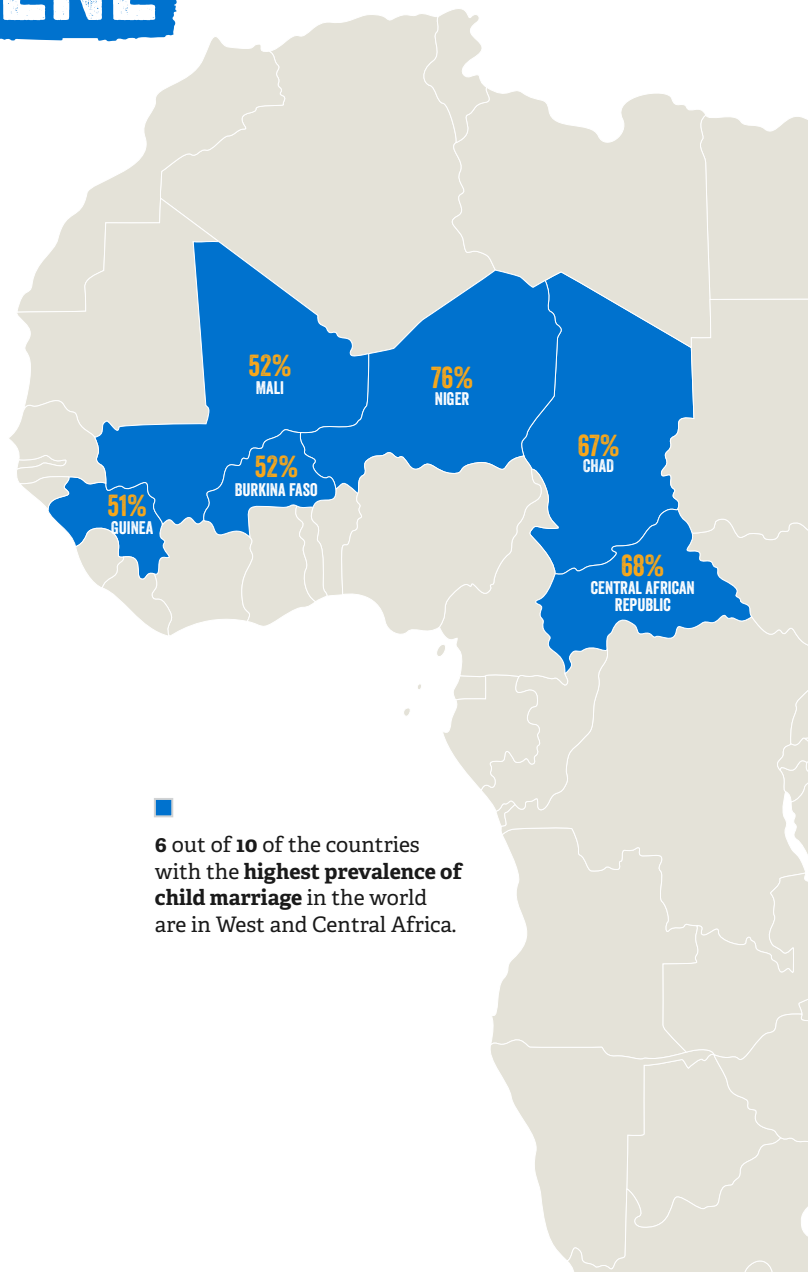 52%
MALI
76%
NIGER
67%
CHAD
52%
BURKINA FASO
51%
GUINEA
68%
CENTRAL AFRICAN
REPUBLIC
6 out of 10 of the countries
with the highest prevalence of
child marriage in the world
are in West and Central Africa.